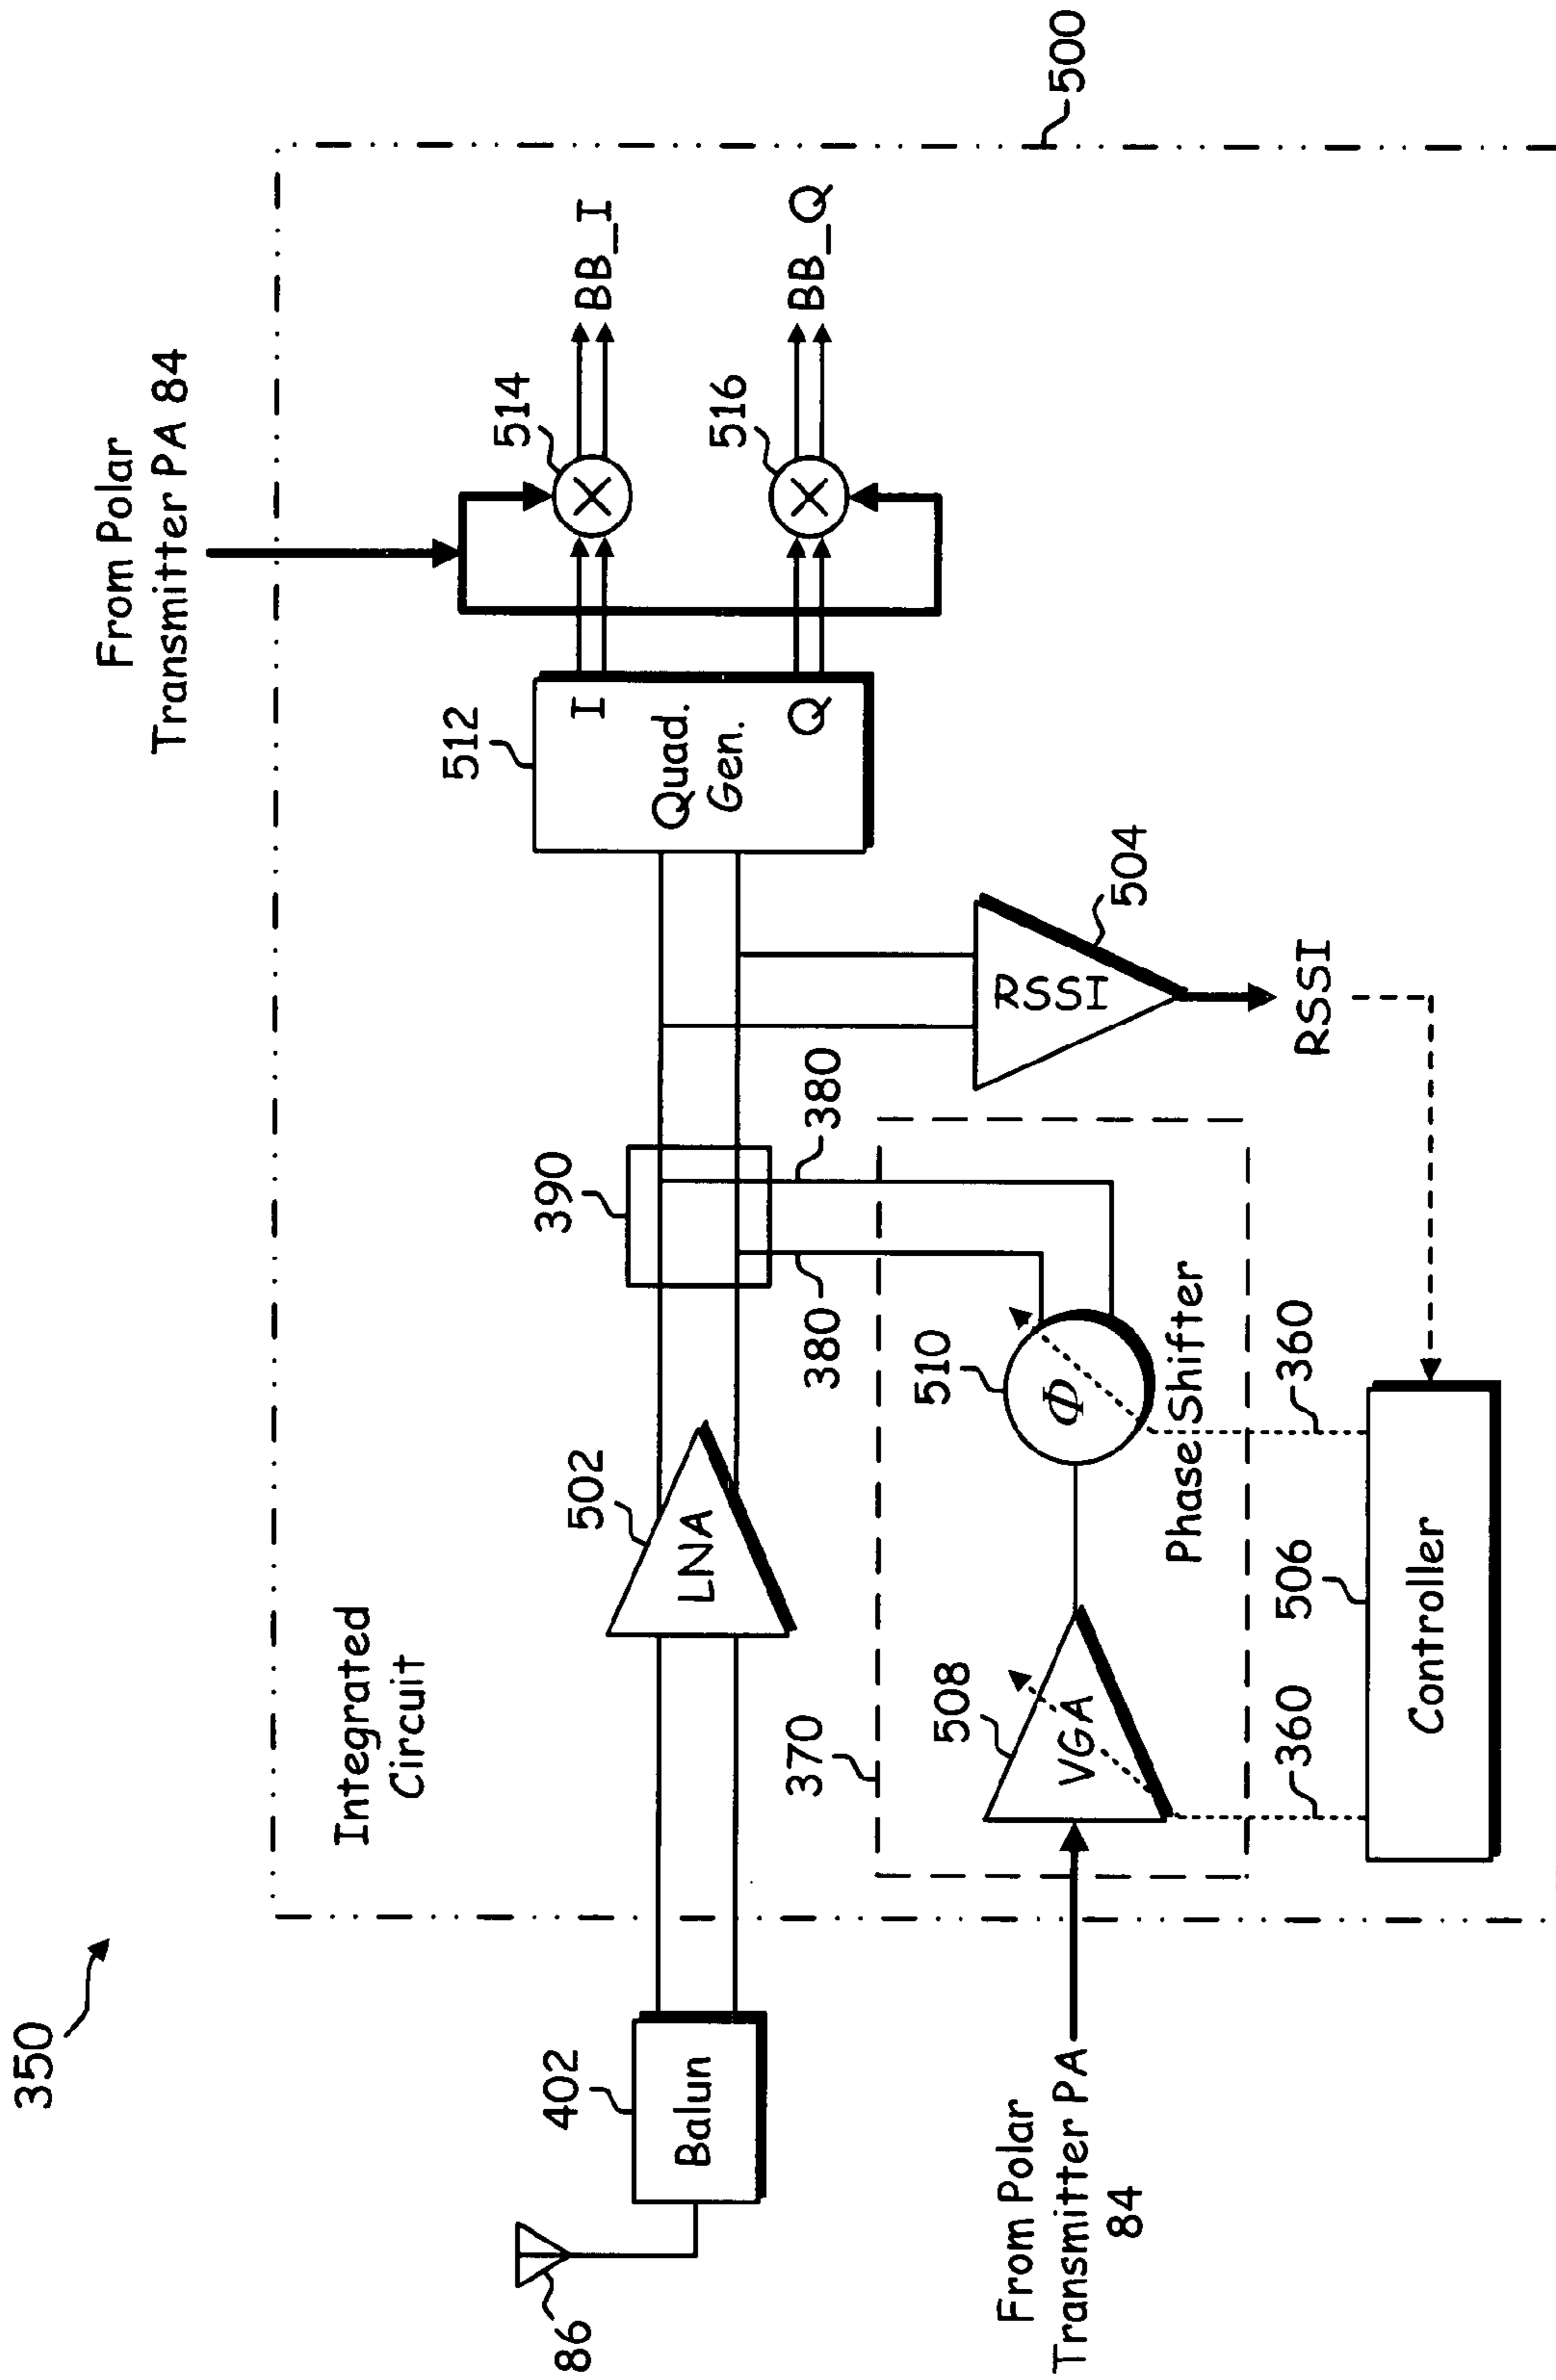 350
From Polar
Transmitter PA 84
Integrated
Circuit
500
86
402
Balun
502
LNA
390
380
380
512
I
Quad.
Gen.
Q
514
BB_I
516
BB_Q
504
RSSI
RSSI
From Polar
Transmitter PA
84
370
508
VGA
510
Φ
Phase Shifter
360
360
506
Controller